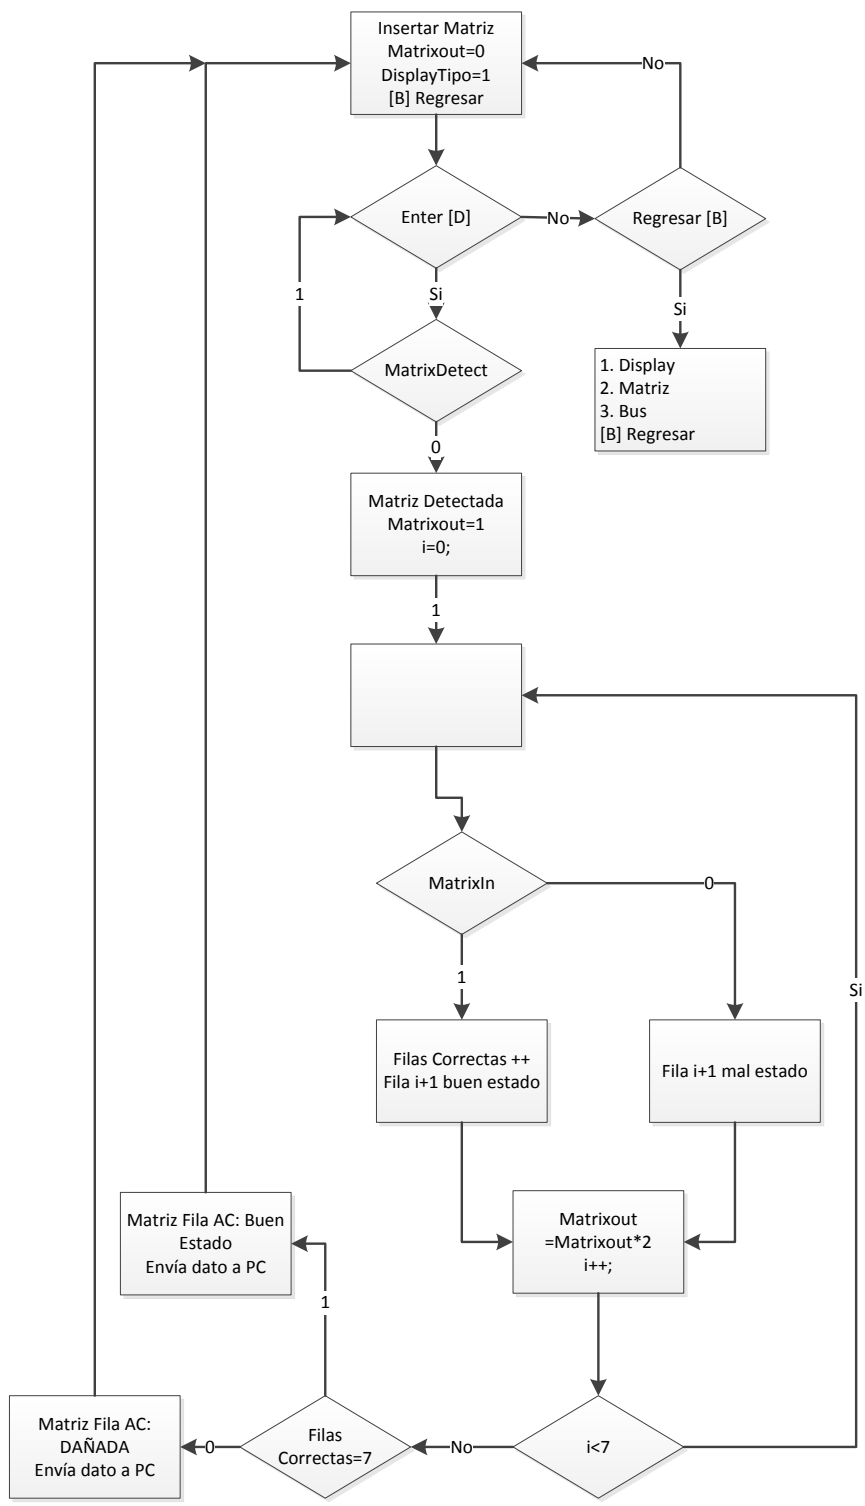 Insertar Matriz
Matrixout=0
DisplayTipo=1
[B] Regresar
No
Enter [D]
No
Regresar [B]
1
Si
Si
MatrixDetect
1. Display
2. Matriz
3. Bus
[B] Regresar
0
Matriz Detectada
Matrixout=1
i=0;
1
MatrixIn
0
1
Si
Filas Correctas ++
Fila i+1 buen estado
Fila i+1 mal estado
Matriz Fila AC: Buen
Estado
Envía dato a PC
Matrixout
=Matrixout*2
i++;
1
Matriz Fila AC:
DAÑADA
Envía dato a PC
0
Filas
Correctas=7
No
i<7